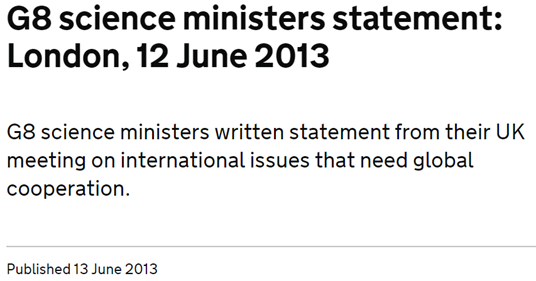 G8 science ministers statement:
London, 12 June 2013
G8 science ministers written statement from their UK
meeting on international issues that need global
cooperation.
Published 13 June 2013